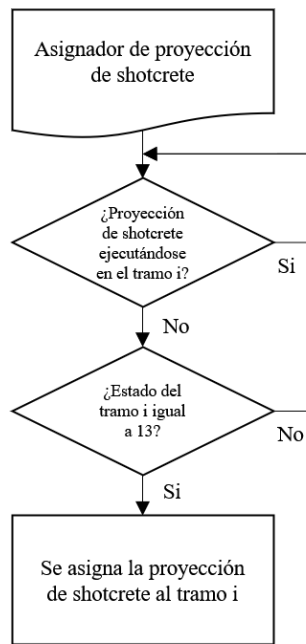 Asignador de proyección
de shotcrete
¿Proyección
de shotcrete
ejecutándose
en el tramo i?
Si
No
¿Estado del
tramo i igual
a 13?
No
Si
Se asigna la proyección
de shotcrete al tramo i